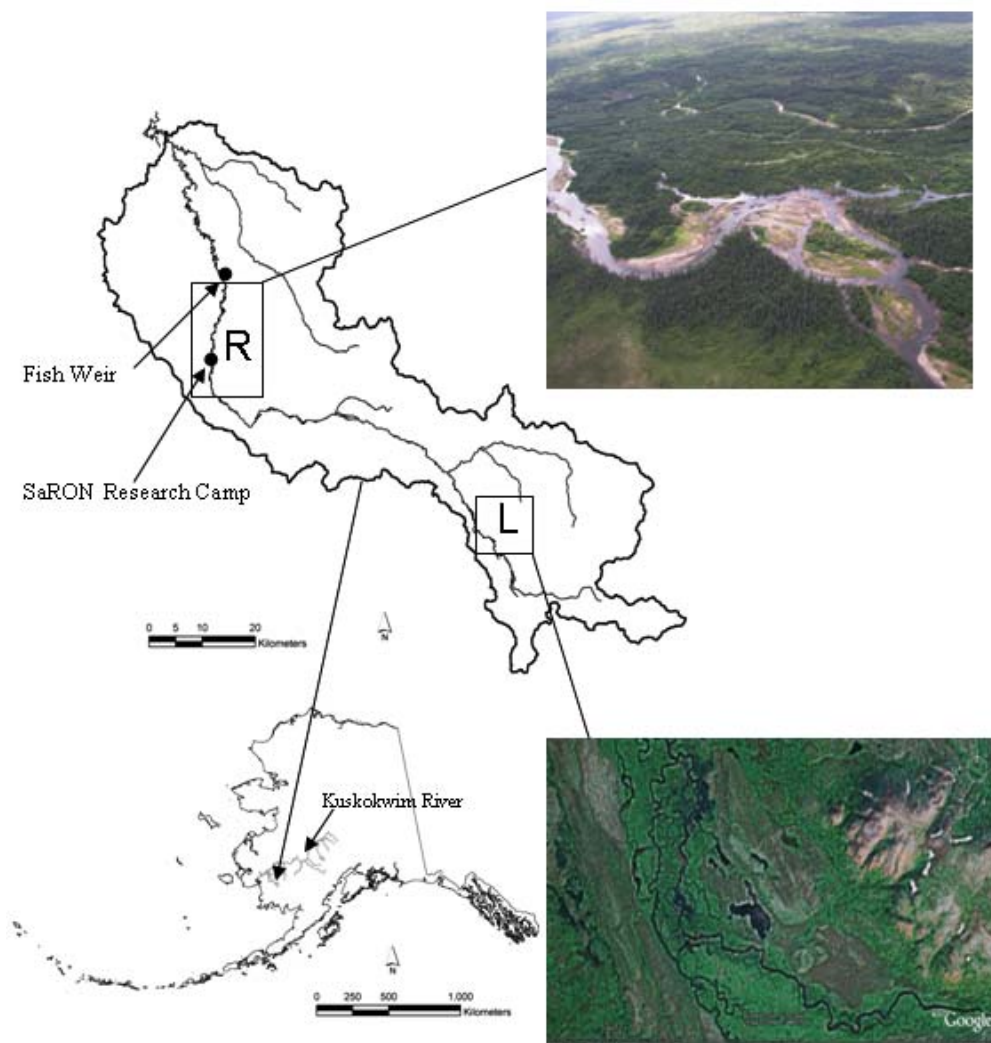 R
Fish Weir
SaRON Research Camp
L
0 5 10 20
Kilometers
N
Kuskokwim River
N
0 250 500 1,000
Kilometers
Google